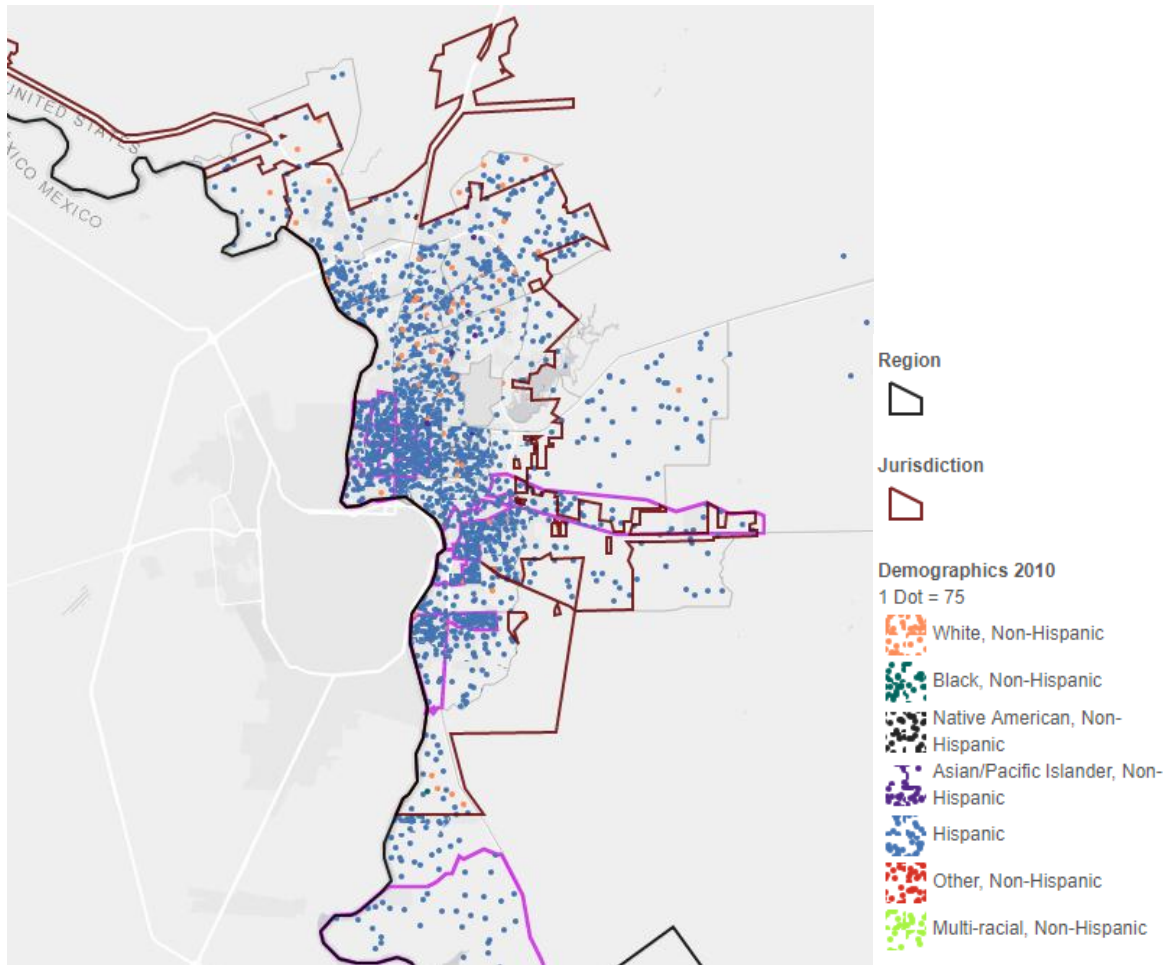 UNITED STATES
MÉXICO MEXICO
Region
Jurisdiction
Demographics 2010
1 Dot = 75
White, Non-Hispanic
Black, Non-Hispanic
Native American, Non-
Hispanic
Asian/Pacific Islander, Non-
Hispanic
Hispanic
Other, Non-Hispanic
Multi-racial, Non-Hispanic